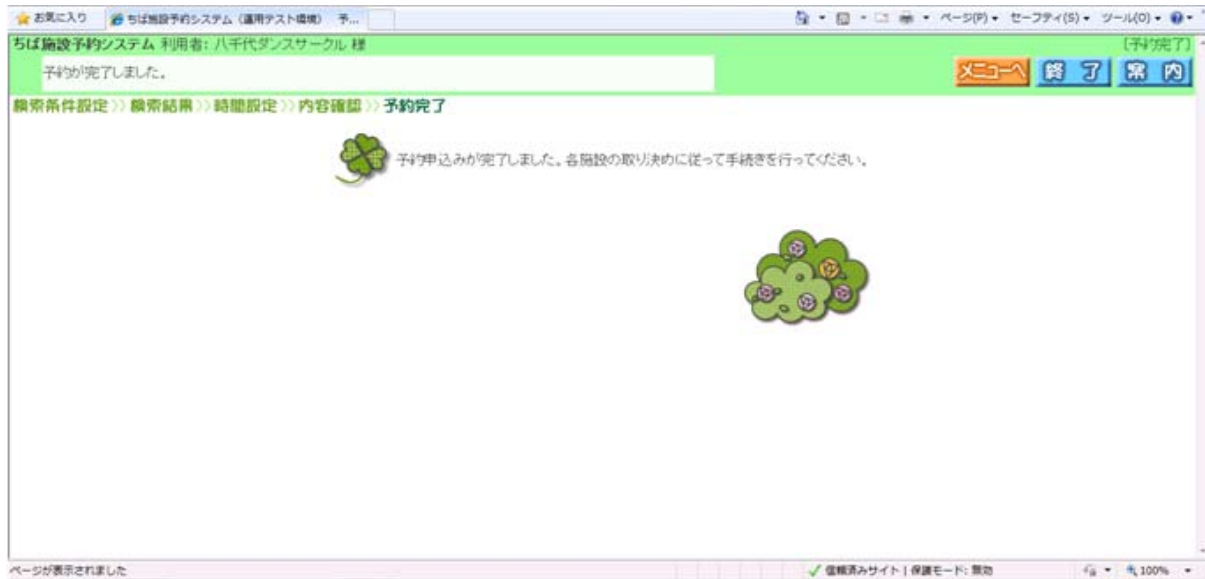 お気に入り ちば施設予約システム(運用テスト環境) 予... ページ(P) セーフティ(S) ツール(O)
ちば施設予約システム 利用者: 八千代ダンスサークル 様 [予約完了]
予約が完了しました。 メニューへ 終了 案内
検索条件設定>>検索結果>>時間設定>>内容確認>>予約完了
予約申込みが完了しました。各施設の取り決めに従って手続きを行ってください。
ページが表示されました 信頼済みサイト | 保護モード: 無効 100%